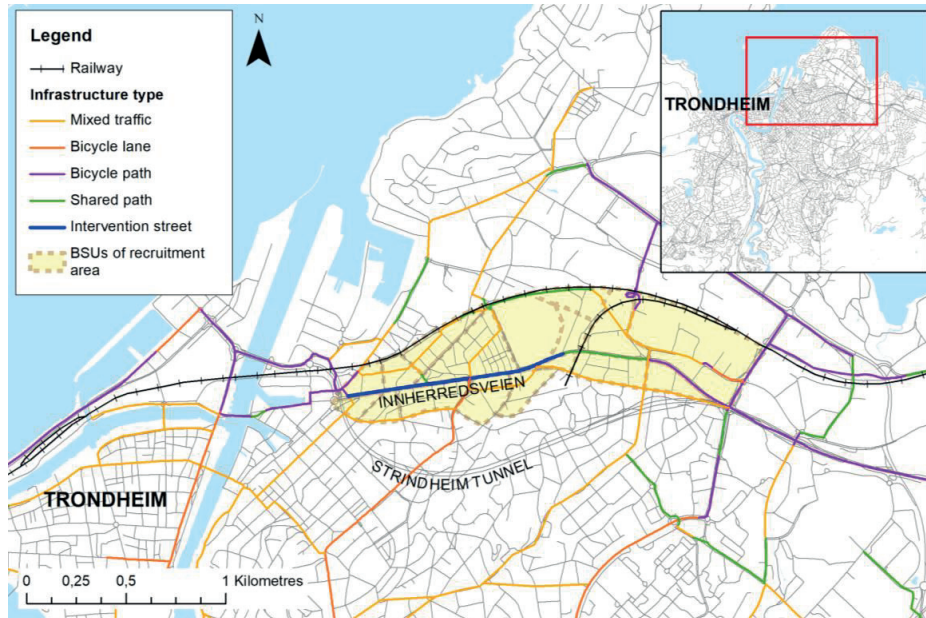 Legend
Railway
Infrastructure type
Mixed traffic
Bicycle lane
Bicycle path
Shared path
Intervention street
BSUs of recruitment
area
TRONDHEIM
INNHERREDSVEIEN
STRINDHEIM TUNNEL
TRONDHEIM
0 0,25 0,5 1 Kilometres